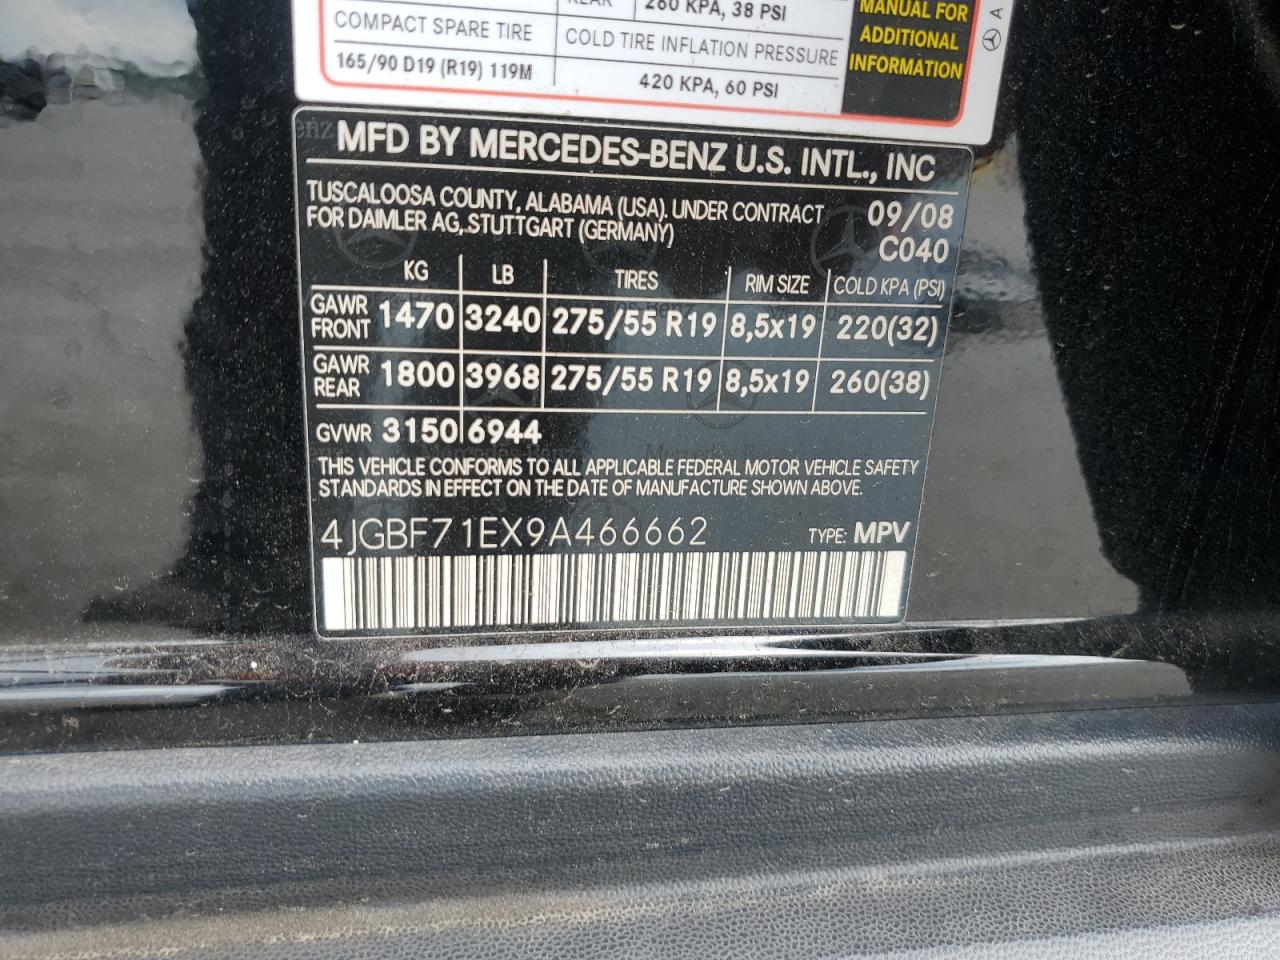 REAR 260 KPA, 38 PSI
COMPACT SPARE TIRE COLD TIRE INFLATION PRESSURE
165/90 D19 (R19) 119M 420 KPA, 60 PSI
MANUAL FOR
ADDITIONAL
INFORMATION
A
MFD BY MERCEDES-BENZ U.S. INTL., INC
TUSCALOOSA COUNTY, ALABAMA (USA). UNDER CONTRACT 09/08
FOR DAIMLER AG, STUTTGART (GERMANY) C040
KG LB TIRES RIM SIZE COLD KPA (PSI)
GAWR FRONT 1470 3240 275/55 R19 8,5x19 220(32)
GAWR REAR 1800 3968 275/55 R19 8,5x19 260(38)
GVWR 3150 6944
THIS VEHICLE CONFORMS TO ALL APPLICABLE FEDERAL MOTOR VEHICLE SAFETY
STANDARDS IN EFFECT ON THE DATE OF MANUFACTURE SHOWN ABOVE.
4JGBF71EX9A466662 TYPE: MPV